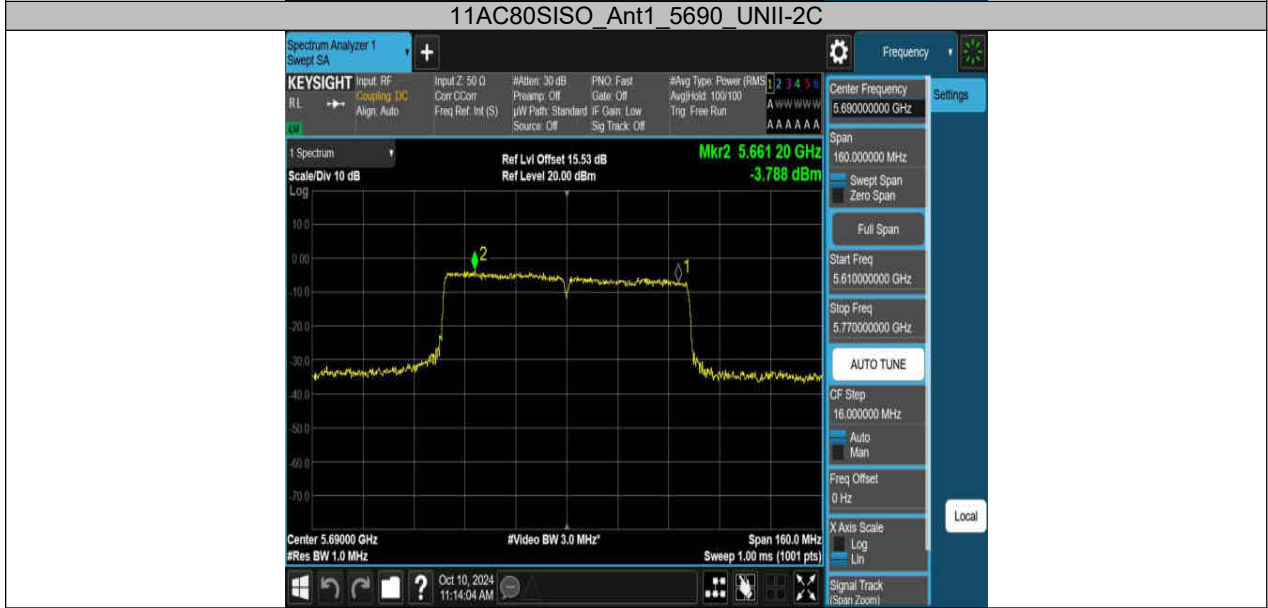 11AC80SISO_Ant1_5690_UNII-2C
Spectrum Analyzer 1
Swept SA
+
Frequency
KEYSIGHT
RL
LXI
Input: RF
Coupling: DC
Align: Auto
Input Z: 50 Ω
Corr CCorr
Freq Ref: Int (S)
#Atten: 30 dB
Preamp: Off
µW Path: Standard
Source: Off
PNO: Fast
Gate: Off
IF Gain: Low
Sig Track: Off
#Avg Type: Power (RMS
Avg|Hold: 100/100
Trig: Free Run
1 2 3 4 5 6
A W W W W W
A A A A A A
Center Frequency
5.690000000 GHz
Settings
1 Spectrum
Ref Lvl Offset 15.53 dB
Mkr2 5.661 20 GHz
Scale/Div 10 dB
Ref Level 20.00 dBm
-3.788 dBm
Log
10.0
0.00
-10.0
-20.0
-30.0
-40.0
-50.0
-60.0
-70.0
2
1
Span
160.000000 MHz
Swept Span
Zero Span
Full Span
Start Freq
5.610000000 GHz
Stop Freq
5.770000000 GHz
AUTO TUNE
CF Step
16.000000 MHz
Auto
Man
Freq Offset
0 Hz
X Axis Scale
Log
Lin
Signal Track
(Span Zoom)
Local
Center 5.69000 GHz
#Video BW 3.0 MHz*
Span 160.0 MHz
#Res BW 1.0 MHz
Sweep 1.00 ms (1001 pts)
?
Oct 10, 2024
11:14:04 AM